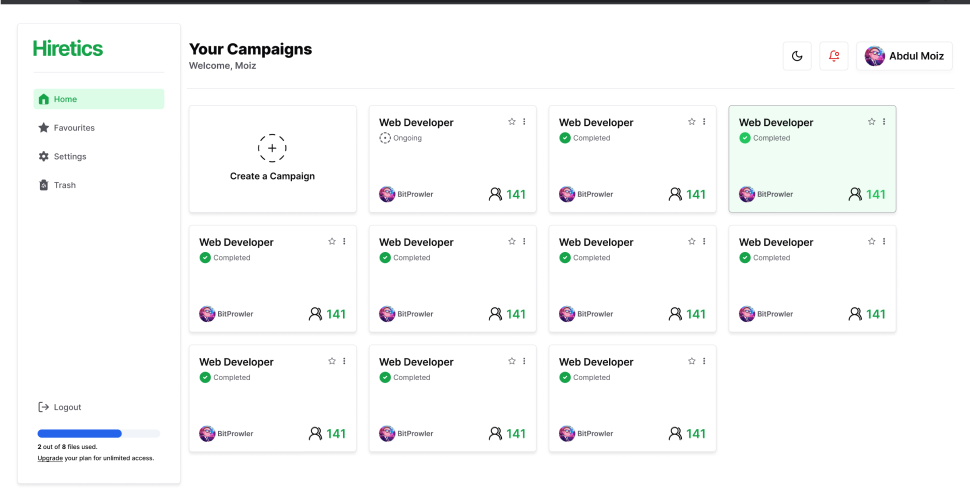 Hiretics
Home
Favourites
Settings
Trash
Logout
2 out of 8 files used.
Upgrade your plan for unlimited access.
Your Campaigns
Welcome, Moiz
Abdul Moiz
Create a Campaign
Web Developer
Ongoing
BitProwler 141
Web Developer
Completed
BitProwler 141
Web Developer
Completed
BitProwler 141
Web Developer
Completed
BitProwler 141
Web Developer
Completed
BitProwler 141
Web Developer
Completed
BitProwler 141
Web Developer
Completed
BitProwler 141
Web Developer
Completed
BitProwler 141
Web Developer
Completed
BitProwler 141
Web Developer
Completed
BitProwler 141